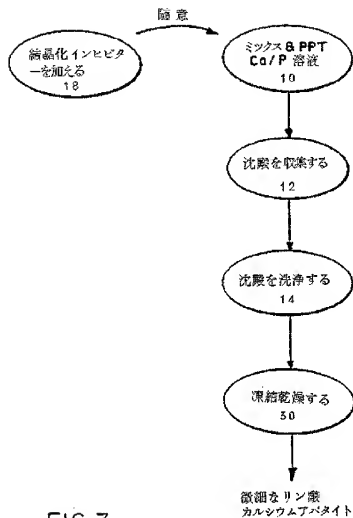 随意
結晶化インヒビタ
ーを加える
18
ミックス & PPT
Ca/P 溶液
10
沈殿を収集する
12
沈殿を洗浄する
14
凍結乾燥する
30
微細なリン酸
カルシウムアパタイト